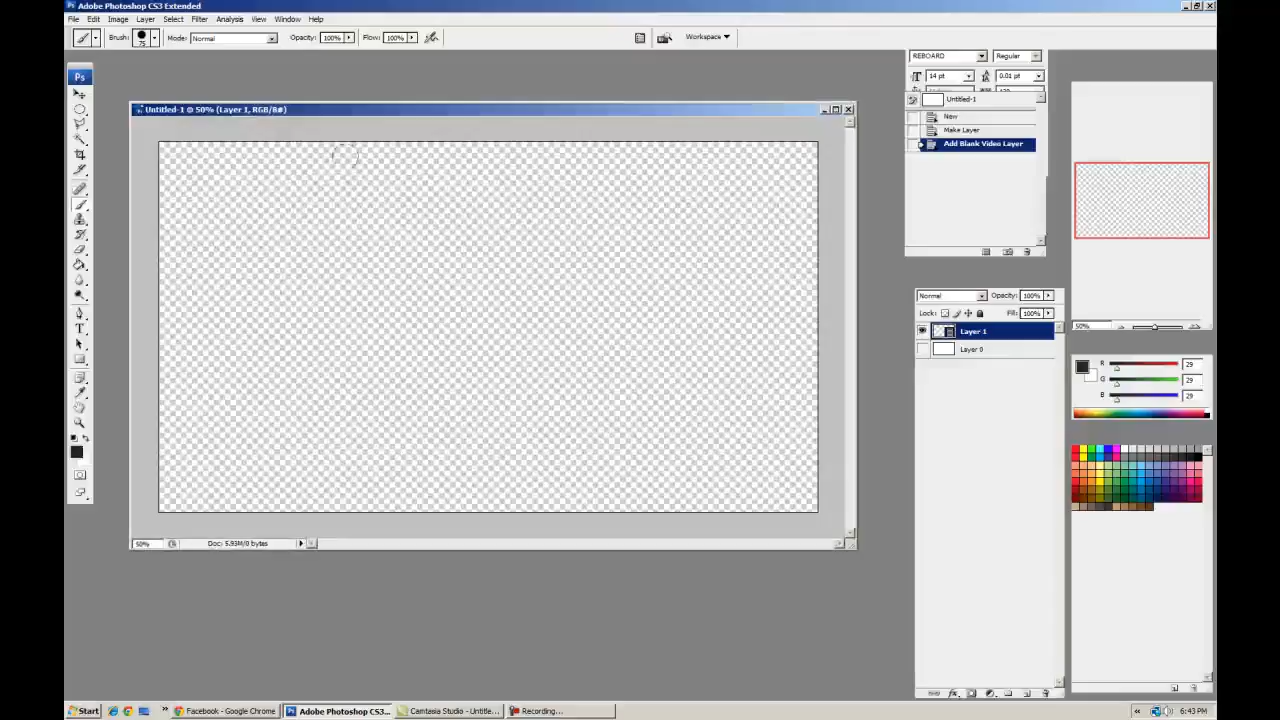 Adobe Photoshop CS3 Extended
File Edit Image Layer Select Filter Analysis View Window Help
Brush: 75 Mode: Normal Opacity: 100% Flow: 100% Workspace
REBOARD Regular
14 pt 0.01 pt
Ps
Untitled-1 @ 50% (Layer 1, RGB/8#)
Untitled-1
New
Make Layer
Add Blank Video Layer
Normal Opacity: 100%
Lock: Fill: 100%
Layer 1
Layer 0
50%
R 29
G 29
B 29
T
50% Doc: 5.93M/0 bytes
Start Facebook - Google Chrome Adobe Photoshop CS3... Camtasia Studio - Untitle... Recording... 6:43 PM